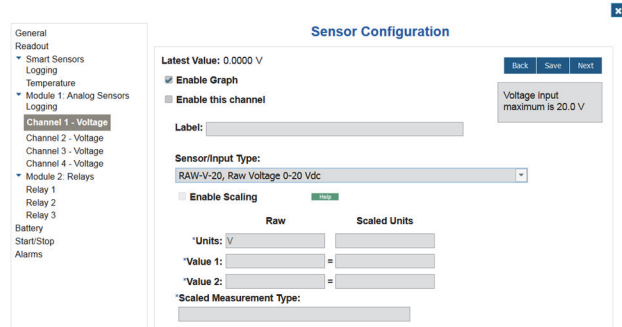 x
Sensor Configuration
General
Readout
Smart Sensors
Logging
Temperature
Module 1: Analog Sensors
Logging
Channel 1 - Voltage
Channel 2 - Voltage
Channel 3 - Voltage
Channel 4 - Voltage
Module 2: Relays
Relay 1
Relay 2
Relay 3
Battery
Start/Stop
Alarms
Latest Value: 0.0000 V
Back Save Next
Enable Graph
Enable this channel
Voltage input
maximum is 20.0 V
Label:
Sensor/Input Type:
RAW-V-20, Raw Voltage 0-20 Vdc
Enable Scaling Help
Raw Scaled Units
*Units: V
*Value 1: =
*Value 2: =
*Scaled Measurement Type: